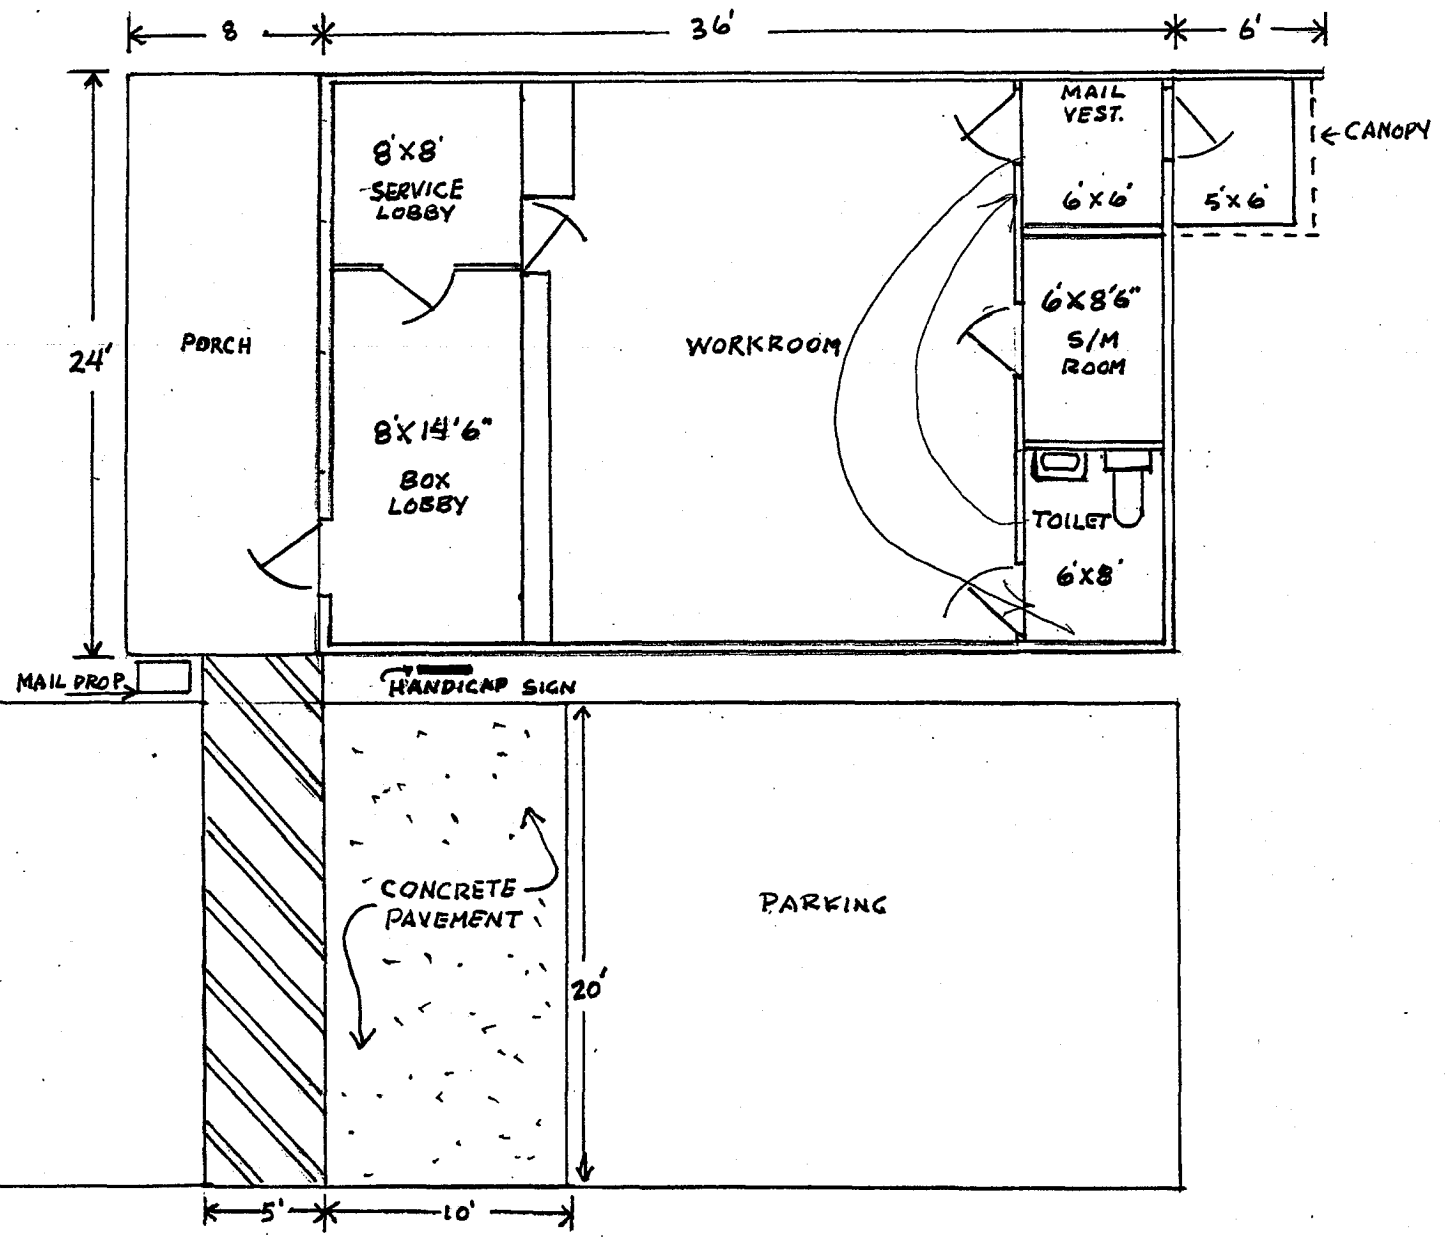 8
36'
6'
MAIL
VEST.
6'X6'
CANOPY
5'X6'
8'X8'
SERVICE
LOBBY
24'
PORCH
WORKROOM
6'X8'6"
S/M
ROOM
8'X14'6"
BOX
LOBBY
TOILET
6'X8'
MAIL DROP
HANDICAP SIGN
CONCRETE
PAVEMENT
PARKING
20'
5'
10'